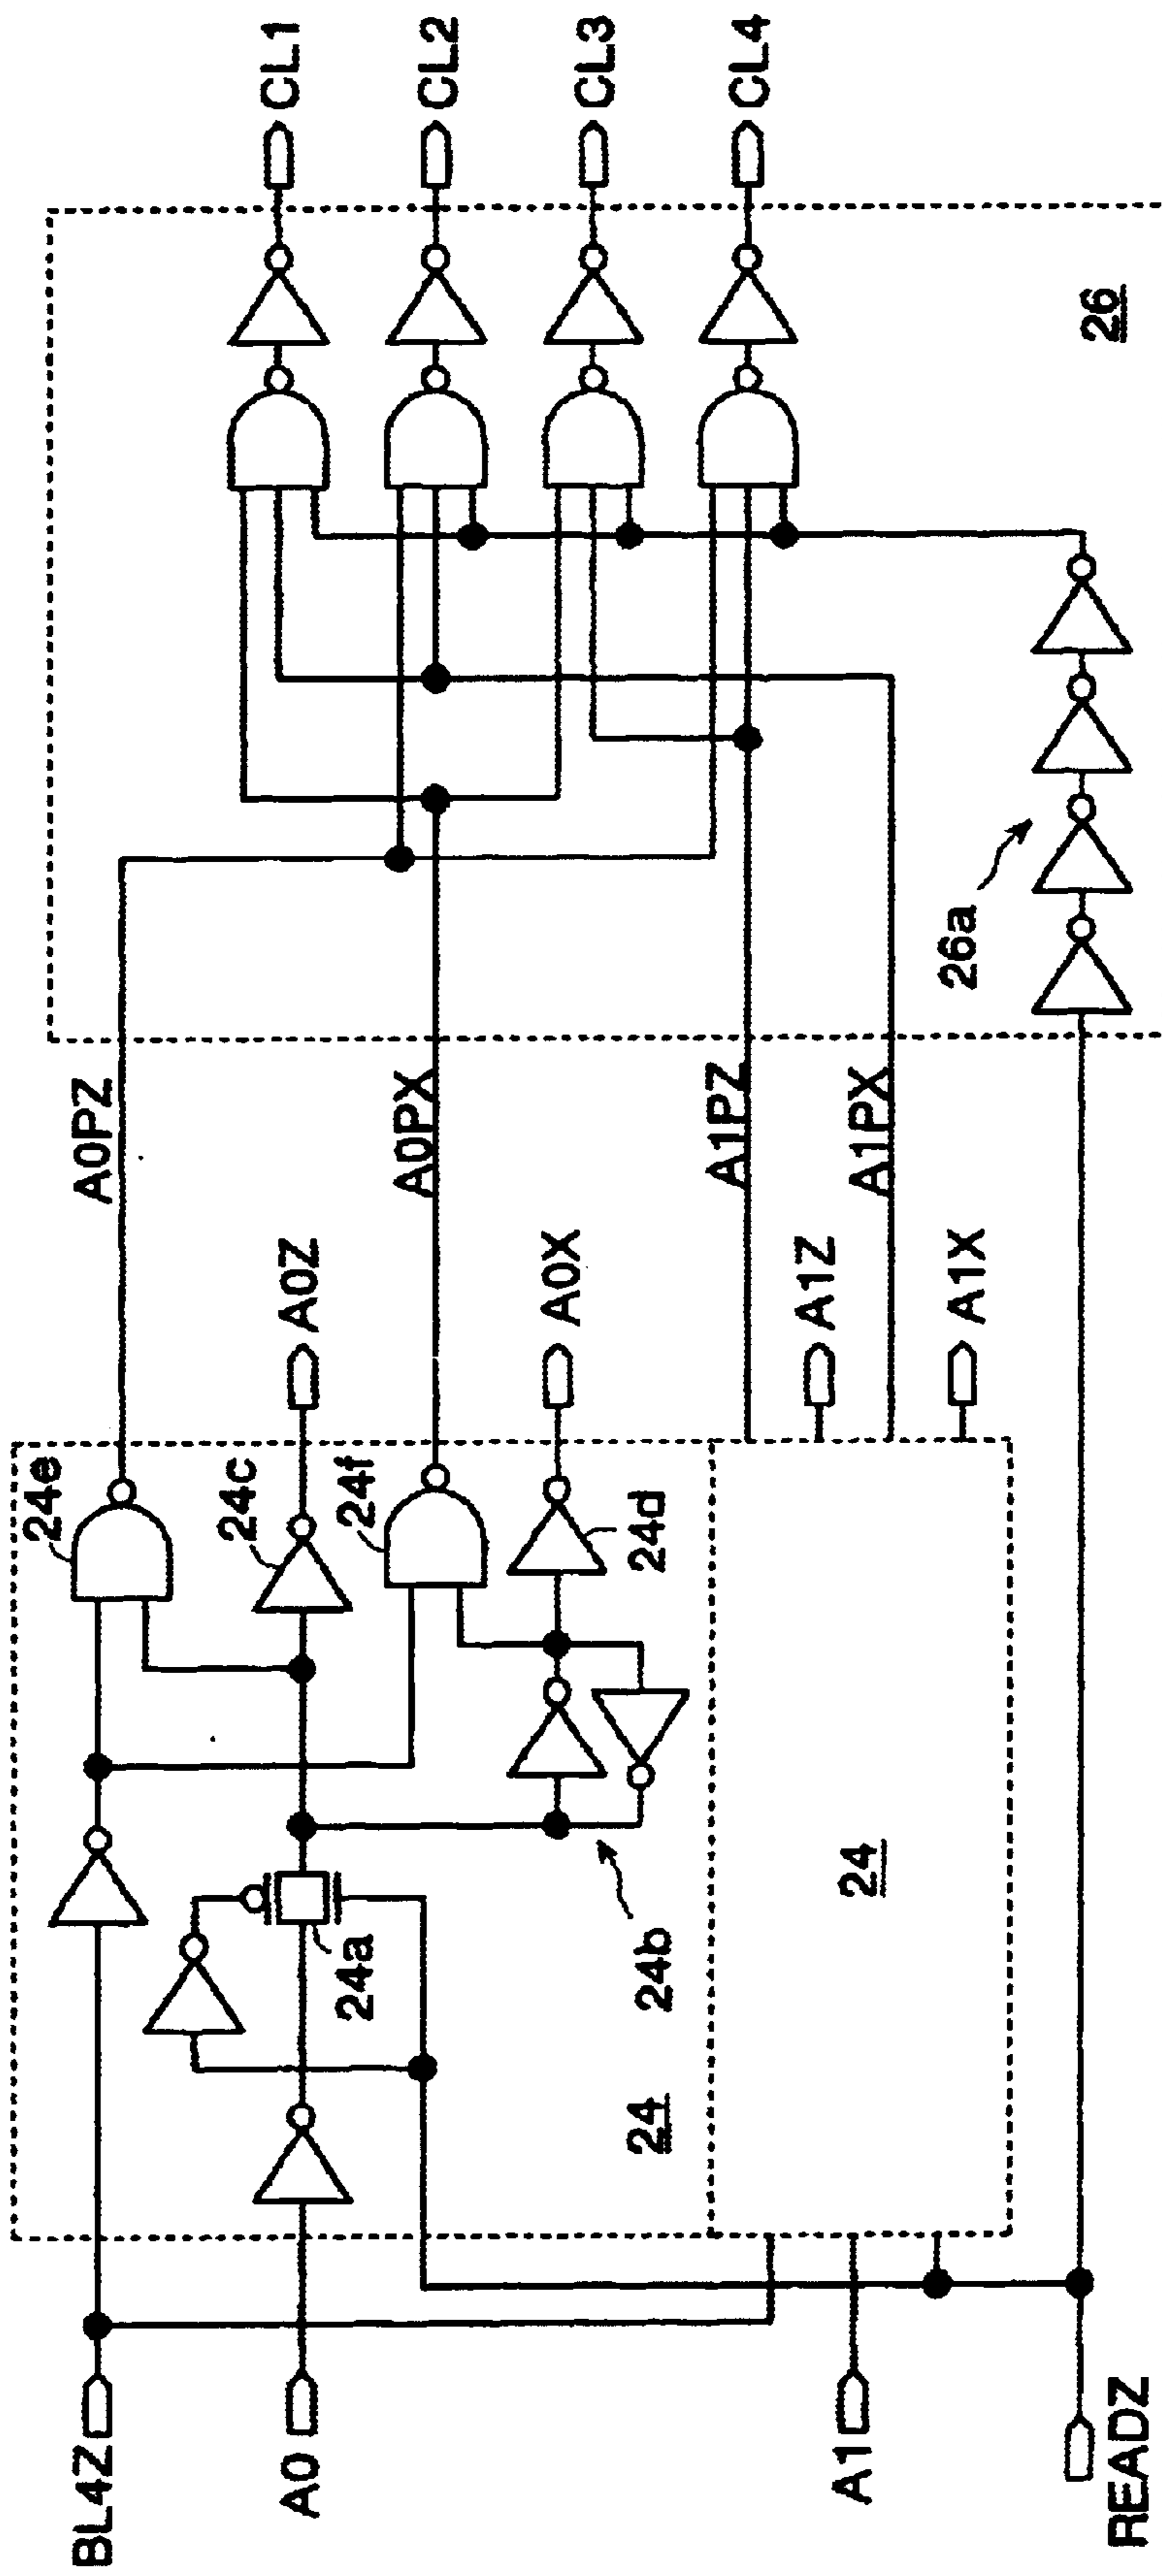 BL4Z
A0
A1
READZ
24
24a
24b
24e
24c
24f
24d
24
A0Z
A0X
A1Z
A1X
A0PZ
A0PX
A1PZ
A1PX
26a
26
CL1
CL2
CL3
CL4